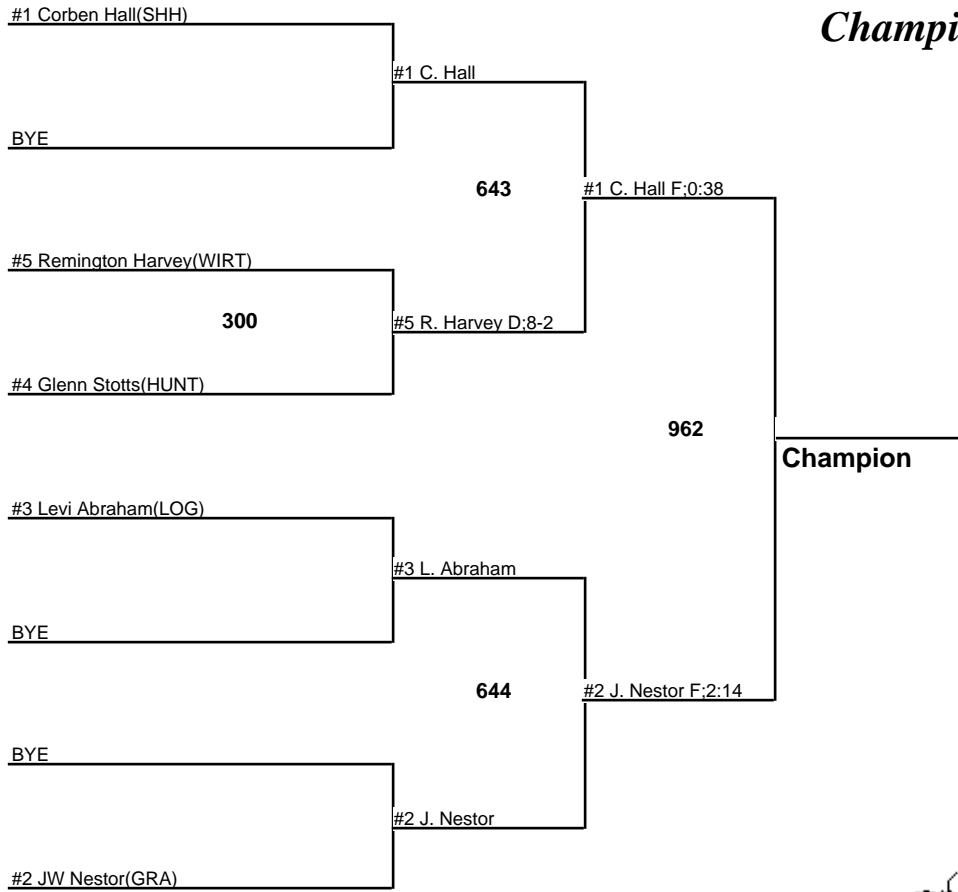 #1 Corben Hall(SHH)
Champi
#1 C. Hall
BYE
643
#1 C. Hall F;0:38
#5 Remington Harvey(WIRT)
300
#5 R. Harvey D;8-2
#4 Glenn Stotts(HUNT)
962
Champion
#3 Levi Abraham(LOG)
#3 L. Abraham
BYE
644
#2 J. Nestor F;2:14
BYE
#2 J. Nestor
#2 JW Nestor(GRA)